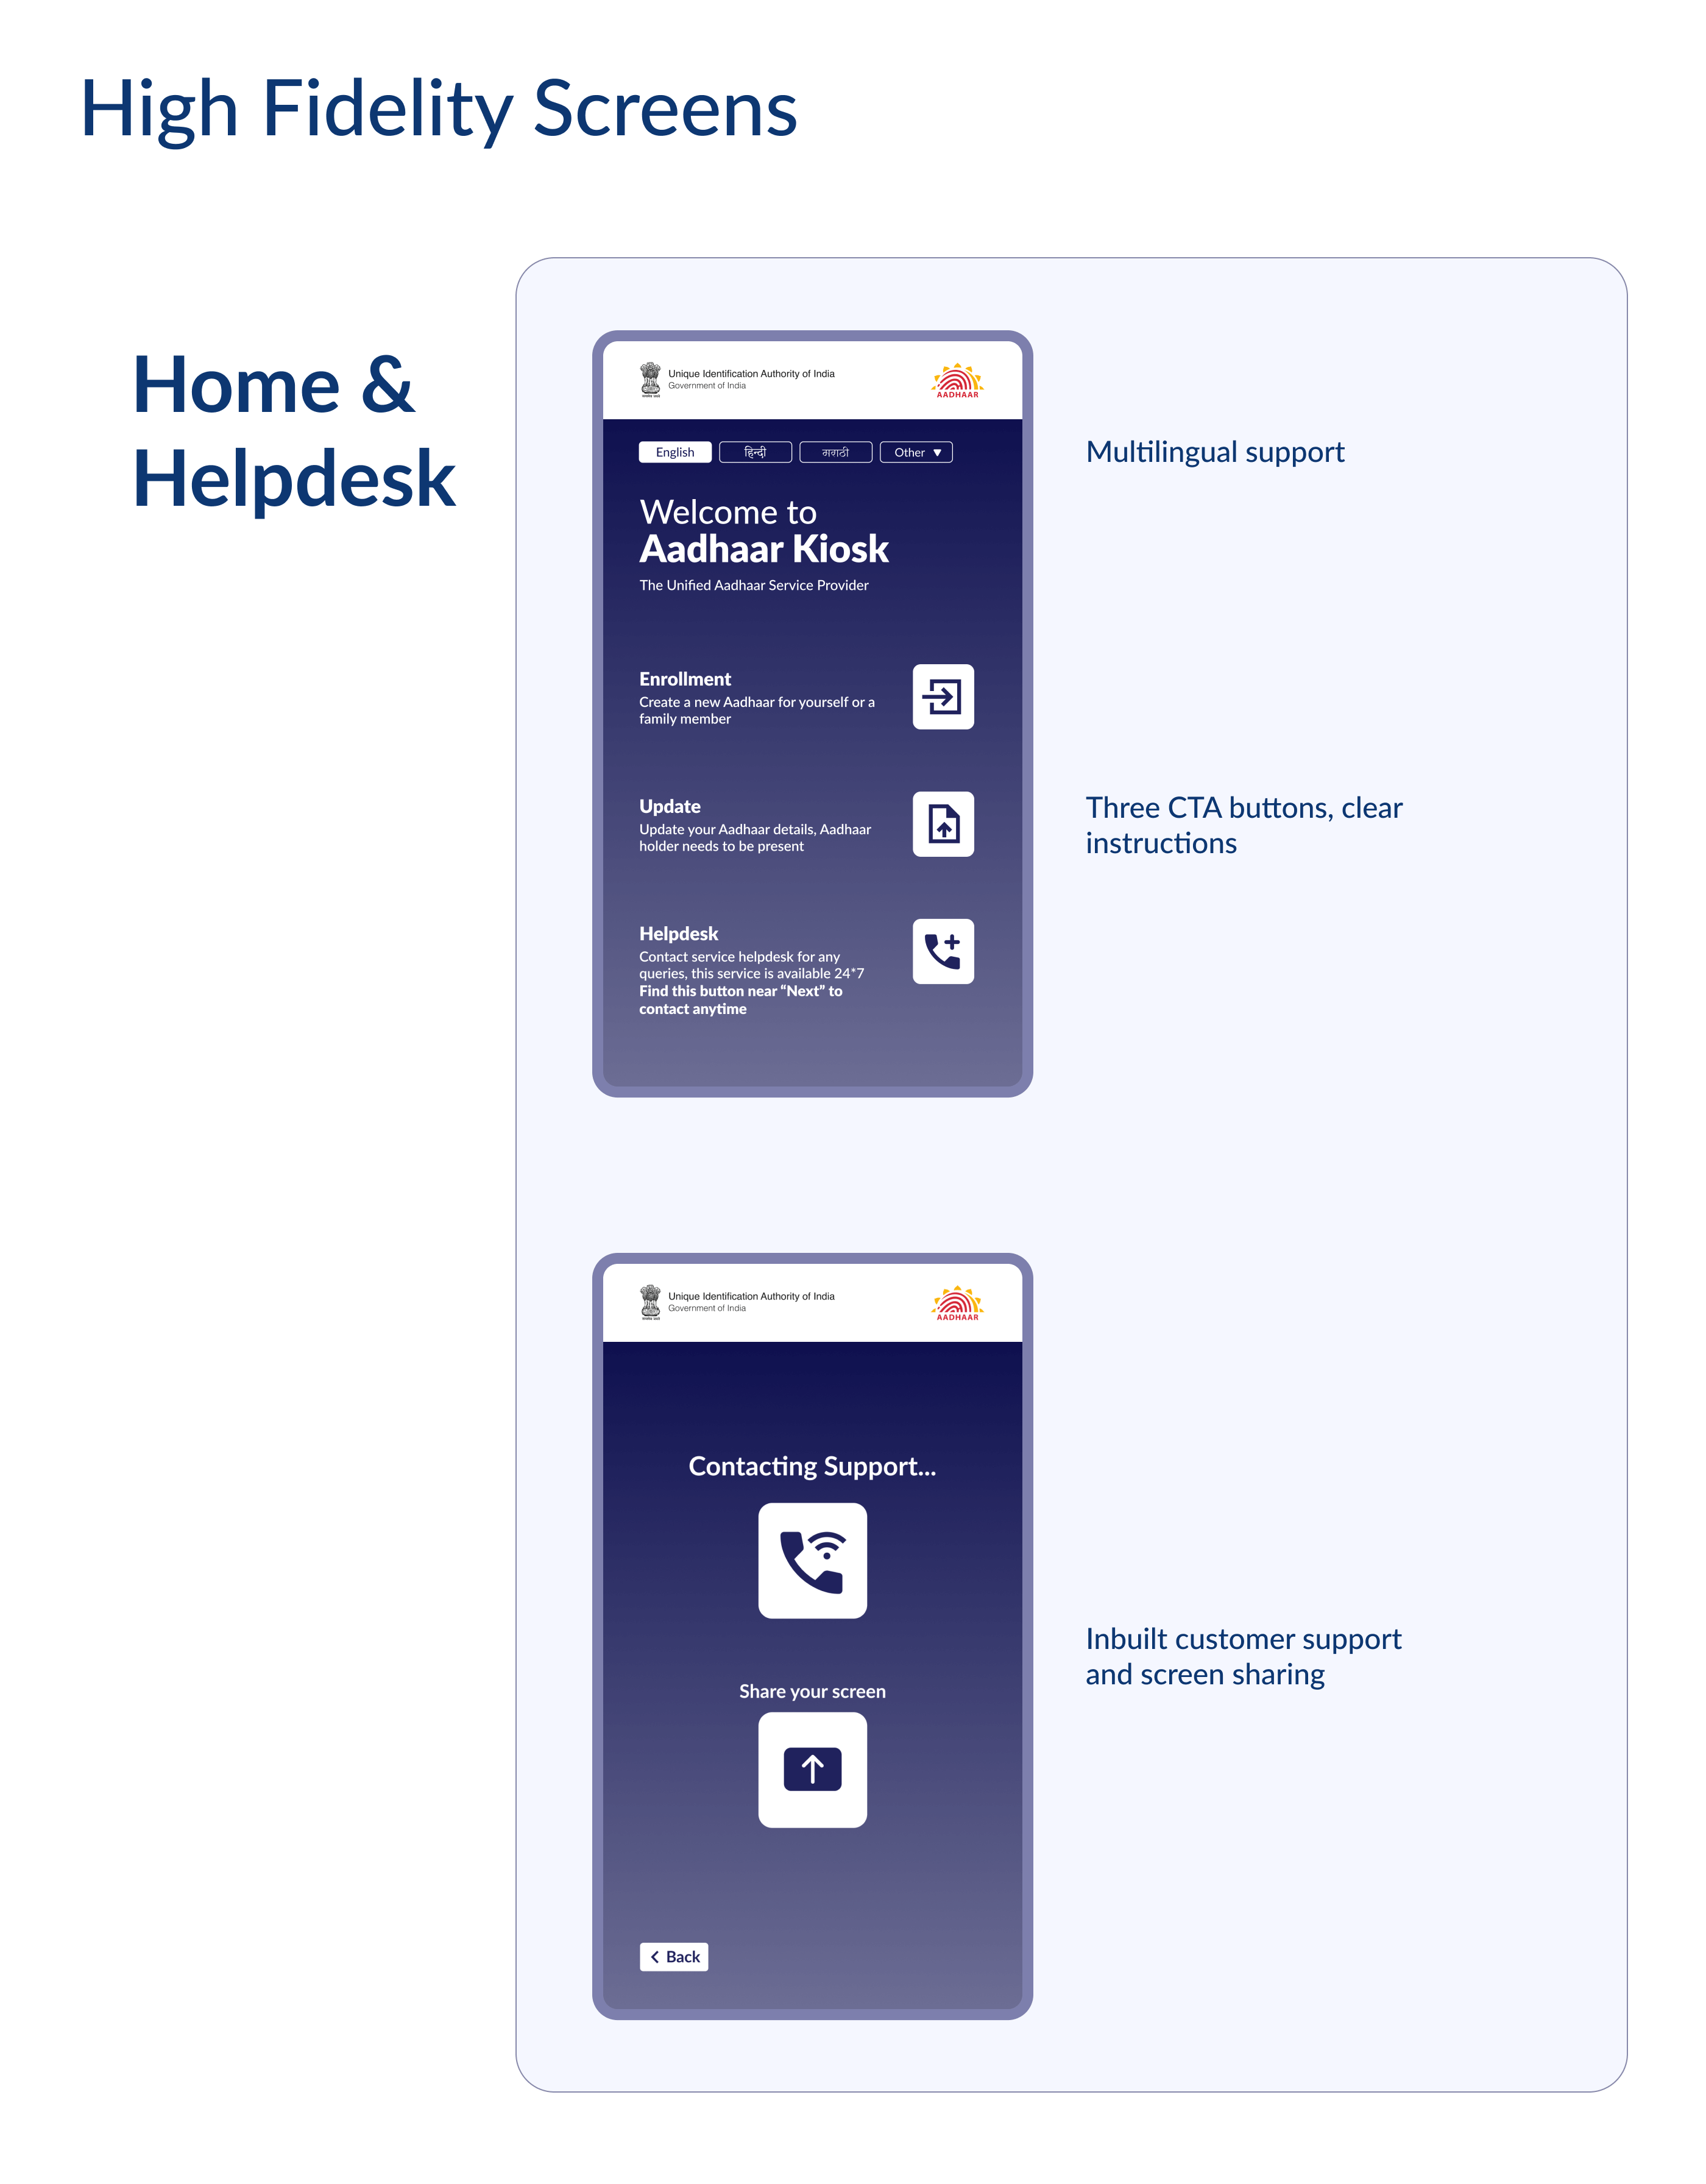 High Fidelity Screens
Home &
Helpdesk
Unique Identification Authority of India
Government of India
AADHAAR
English
हिन्दी
मराठी
Other
Multilingual support
Welcome to
Aadhaar Kiosk
The Unified Aadhaar Service Provider
Enrollment
Create a new Aadhaar for yourself or a
family member
Update
Update your Aadhaar details, Aadhaar
holder needs to be present
Three CTA buttons, clear
instructions
Helpdesk
Contact service helpdesk for any
queries, this service is available 24*7
Find this button near “Next” to
contact anytime
Unique Identification Authority of India
Government of India
AADHAAR
Contacting Support...
Share your screen
Inbuilt customer support
and screen sharing
Back